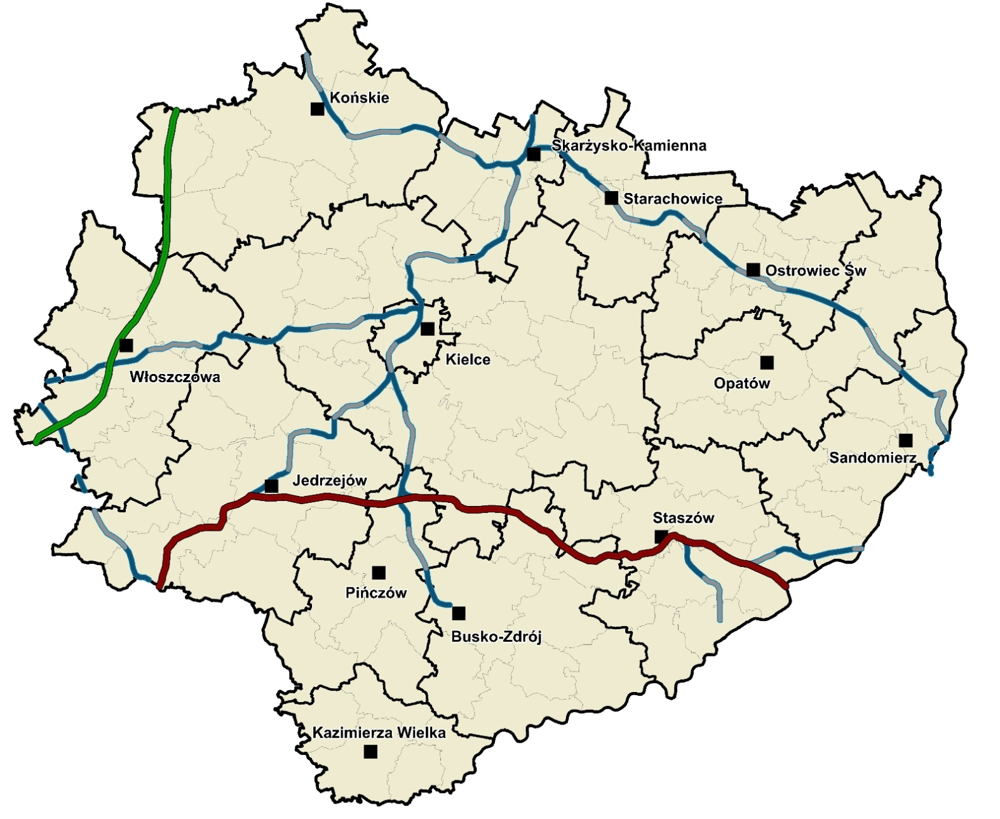 Końskie
Skarżysko-Kamienna
Starachowice
Ostrowiec Św
Kielce
Włoszczowa
Opatów
Sandomierz
Jedrzejów
Staszów
Pińczów
Busko-Zdrój
Kazimierza Wielka